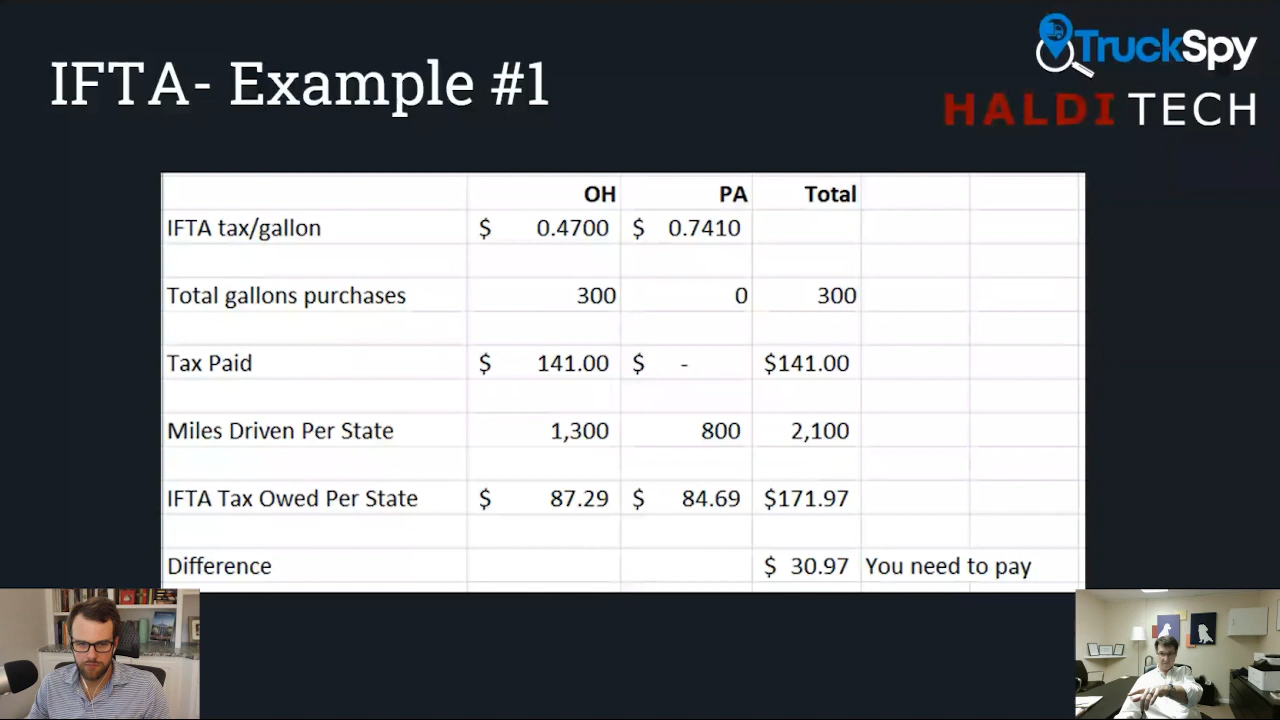 TruckSpy
IFTA- Example #1
HALDI TECH
OH PA Total
IFTA tax/gallon $ 0.4700 $ 0.7410
Total gallons purchases 300 0 300
Tax Paid $ 141.00 $ - $141.00
Miles Driven Per State 1,300 800 2,100
IFTA Tax Owed Per State $ 87.29 $ 84.69 $171.97
Difference $ 30.97 You need to pay